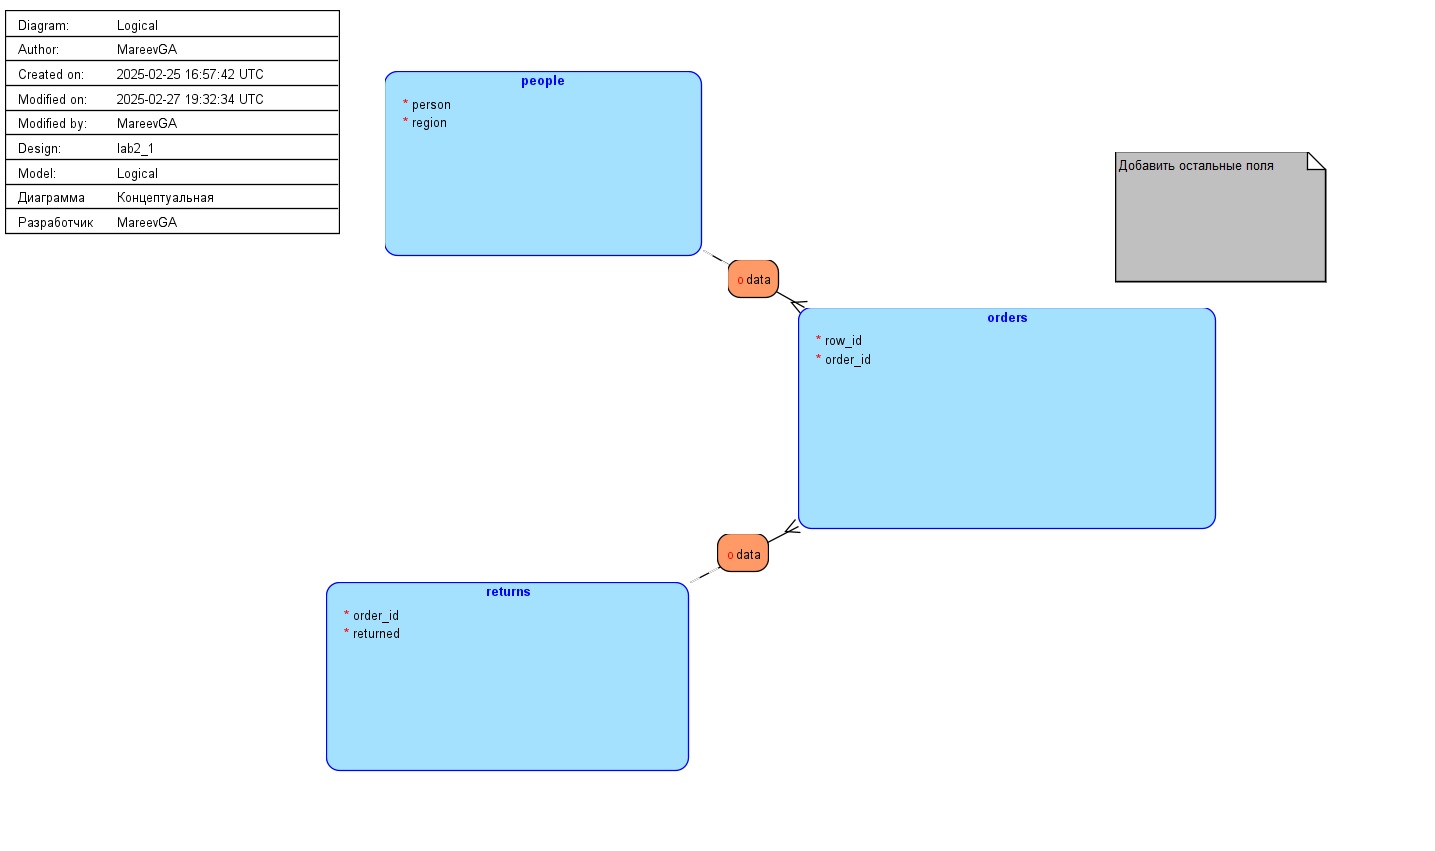 Diagram: Logical
Author: MareevGA
Created on: 2025-02-25 16:57:42 UTC
Modified on: 2025-02-27 19:32:34 UTC
Modified by: MareevGA
Design: lab2_1
Model: Logical
Диаграмма Концептуальная
Разработчик MareevGA
people
* person
* region
Добавить остальные поля
o data
orders
* row_id
* order_id
o data
returns
* order_id
* returned